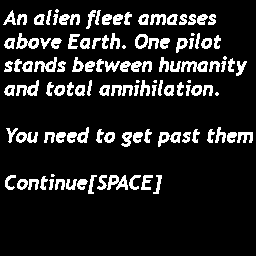 An alien fleet amasses
above Earth. One pilot
stands between humanity
and total annihilation.
You need to get past them
Continue[SPACE]